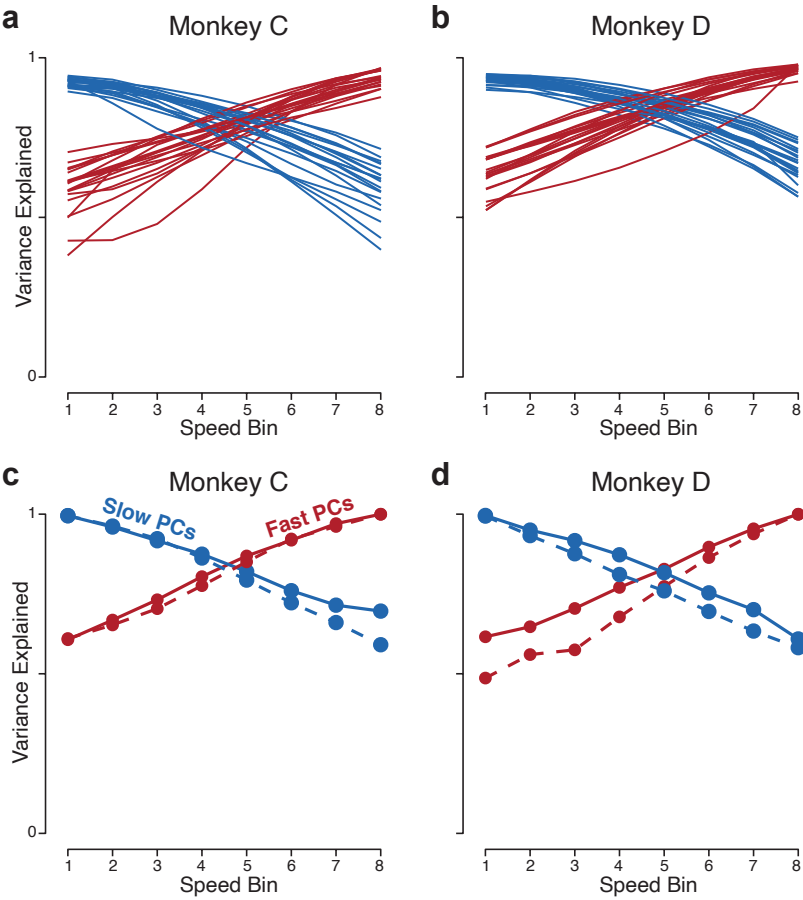 a
Monkey C
b
Monkey D
1
0
Variance Explained
1 2 3 4 5 6 7 8
Speed Bin
1 2 3 4 5 6 7 8
Speed Bin
c
Monkey C
d
Monkey D
Slow PCs
Fast PCs
1
0
Variance Explained
1 2 3 4 5 6 7 8
Speed Bin
1 2 3 4 5 6 7 8
Speed Bin